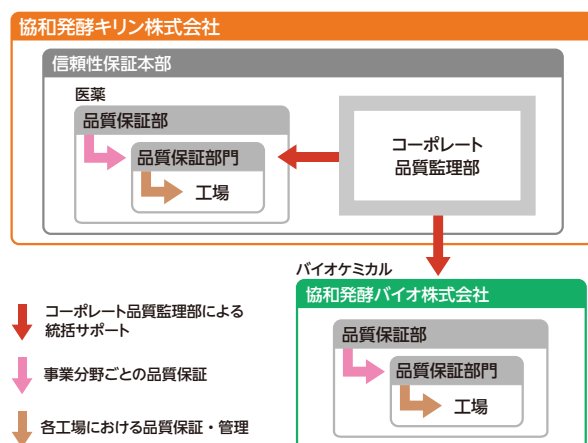 協和発酵キリン株式会社
信頼性保証本部
医薬
品質保証部
品質保証部門
工場
コーポレート
品質監理部
バイオケミカル
協和発酵バイオ株式会社
品質保証部
品質保証部門
工場
コーポレート品質監理部による
統括サポート
事業分野ごとの品質保証
各工場における品質保証・管理